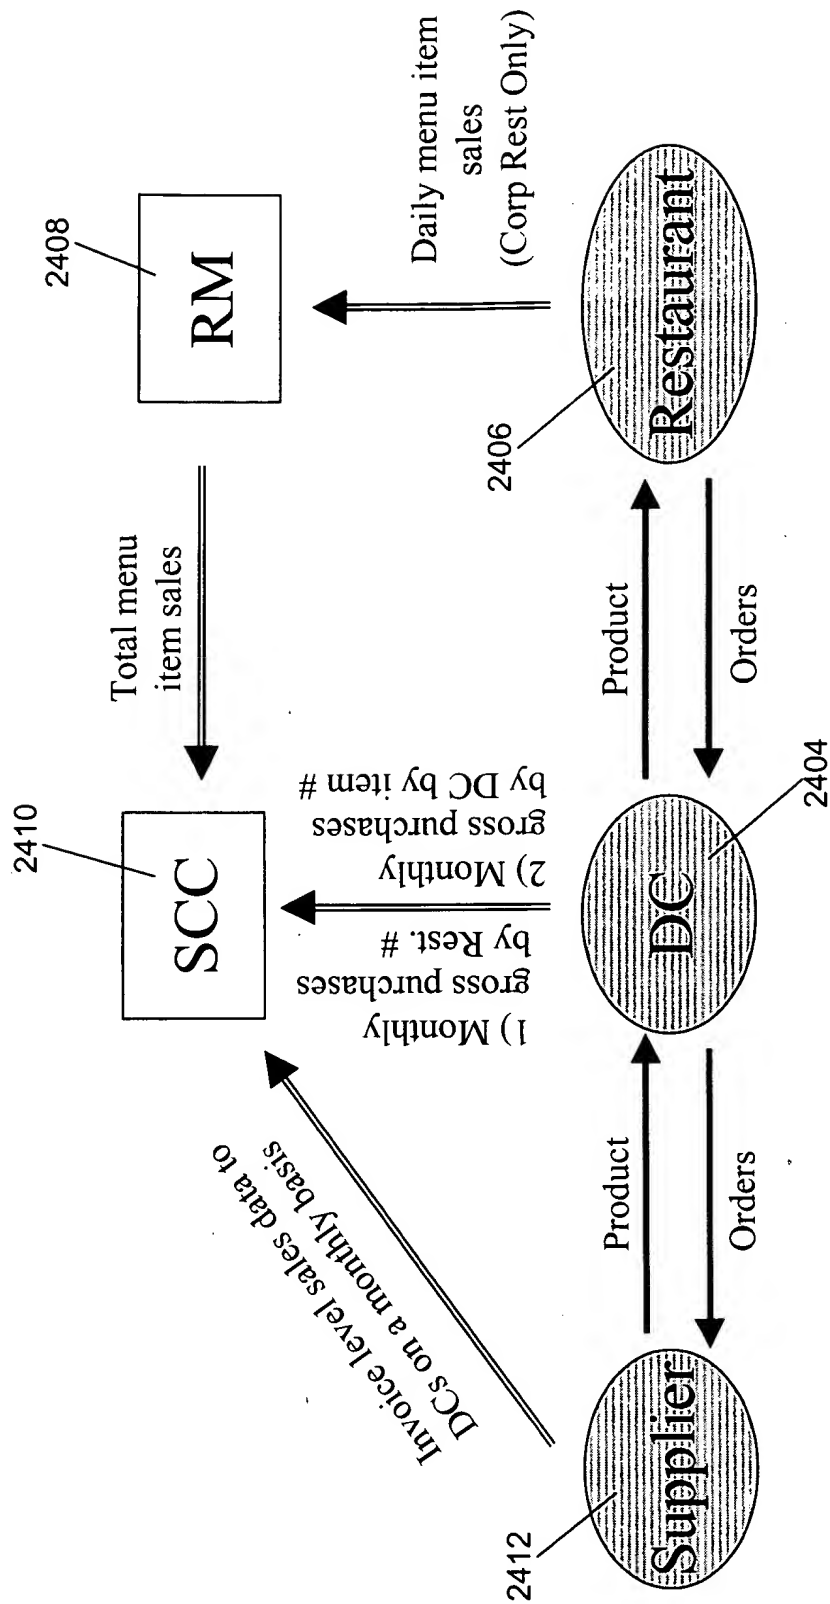 2408
RM
Daily menu item
sales
(Corp Rest Only)
2406
Restaurant
Total menu
item sales
2410
SCC
2) Monthly
gross purchases
by DC by item #
1) Monthly
gross purchases
by Rest. #
Product
Orders
2404
DC
Invoice level sales data to
DCs on a monthly basis
Product
Orders
2412
Supplier